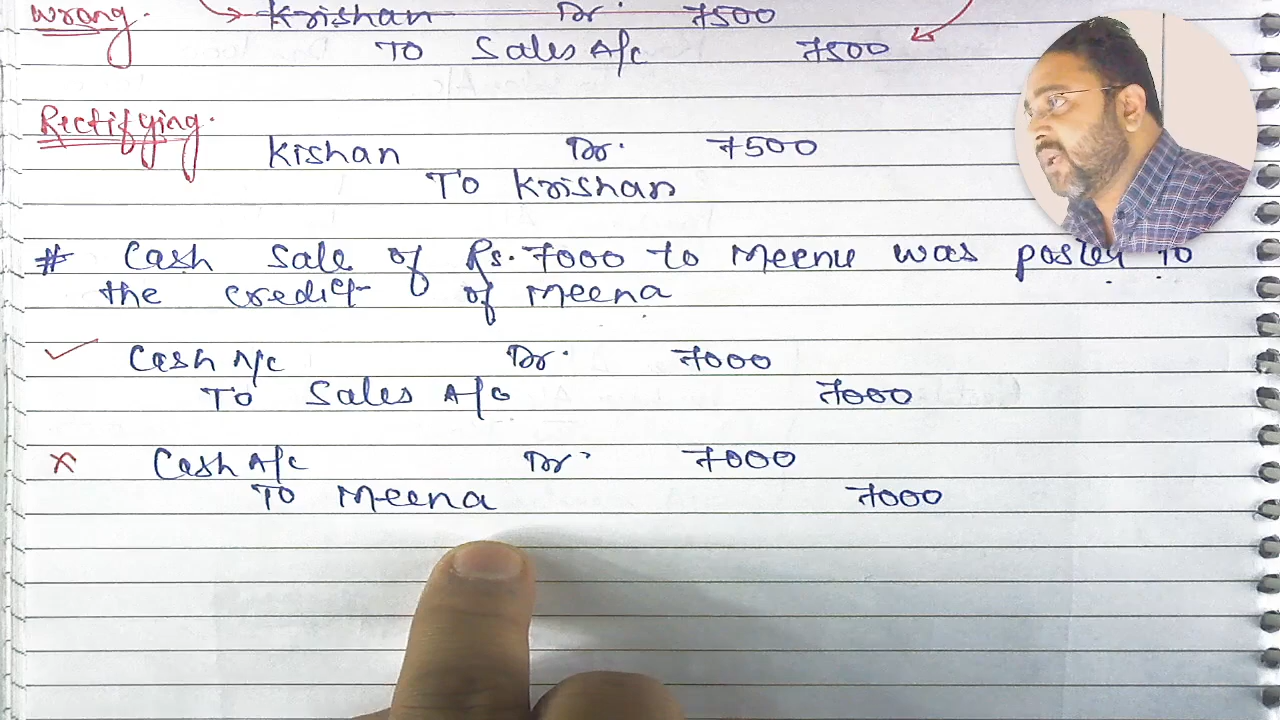 Wrong. Krishan Dr. 7500
To Sales A/c 7500
Rectifying.
Kishan Dr. 7500
To Krishan
# Cash Sale of Rs. 7000 to Meenu was posted to
the credit of Meena
✓ Cash A/c Dr. 7000
To Sales A/c 7000
× Cash A/c Dr. 7000
To Meena 7000